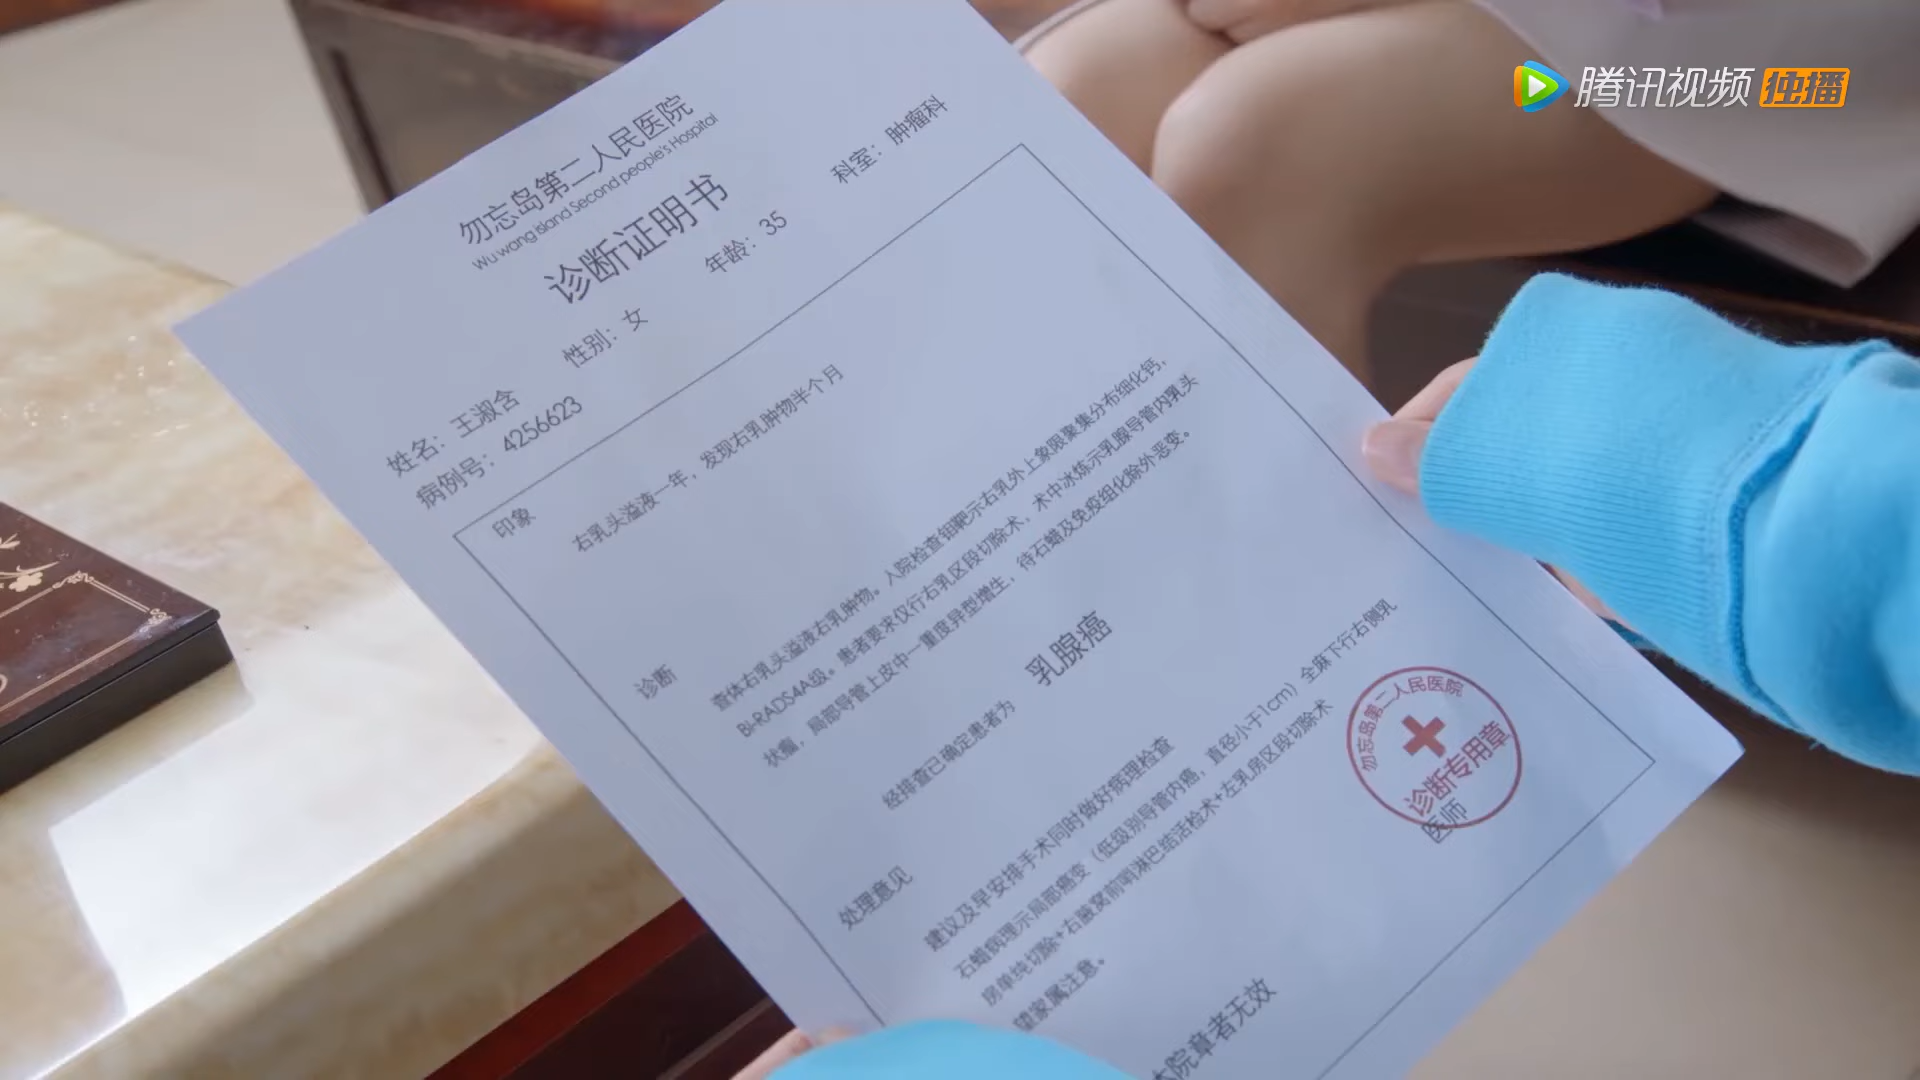 腾讯视频 独播
勿忘岛第二人民医院
Wu wang Island Second people's Hospital
诊断证明书
姓名：王淑含 性别：女 年龄：35 科室：肿瘤科
病例号：4256623
印象
右乳头溢液一年，发现右乳肿物半个月
诊断
查体右乳头溢液右乳肿物。入院检查钼靶示右乳外上象限聚集分布细化钙，
BI-RADS4A级。患者要求仅行右乳区段切除术，术中冰炼示乳腺导管内乳头
状瘤，局部导管上皮中一重度异型增生，待石蜡及免疫组化除外恶变。
经排查已确定患者为 乳腺癌
处理意见
建议及早安排手术同时做好病理检查
石蜡病理示局部癌变（低级别导管内癌，直径小于1cm）全麻下行右侧乳
房单纯切除+右腋窝前哨淋巴结活检术+左乳房区段切除术
望家属注意。
勿忘岛第二人民医院
诊断专用章
医师
本院章者无效